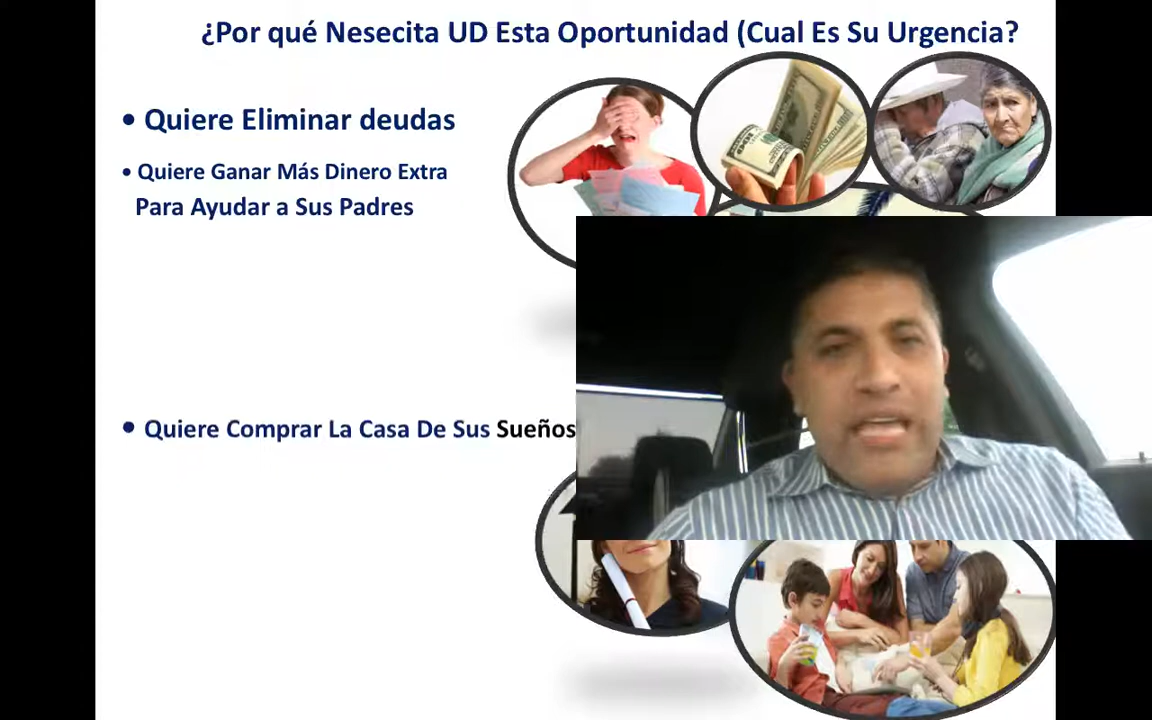 ¿Por qué Nesecita UD Esta Oportunidad (Cual Es Su Urgencia?
• Quiere Eliminar deudas
• Quiere Ganar Más Dinero Extra
Para Ayudar a Sus Padres
• Quiere Comprar La Casa De Sus Sueños